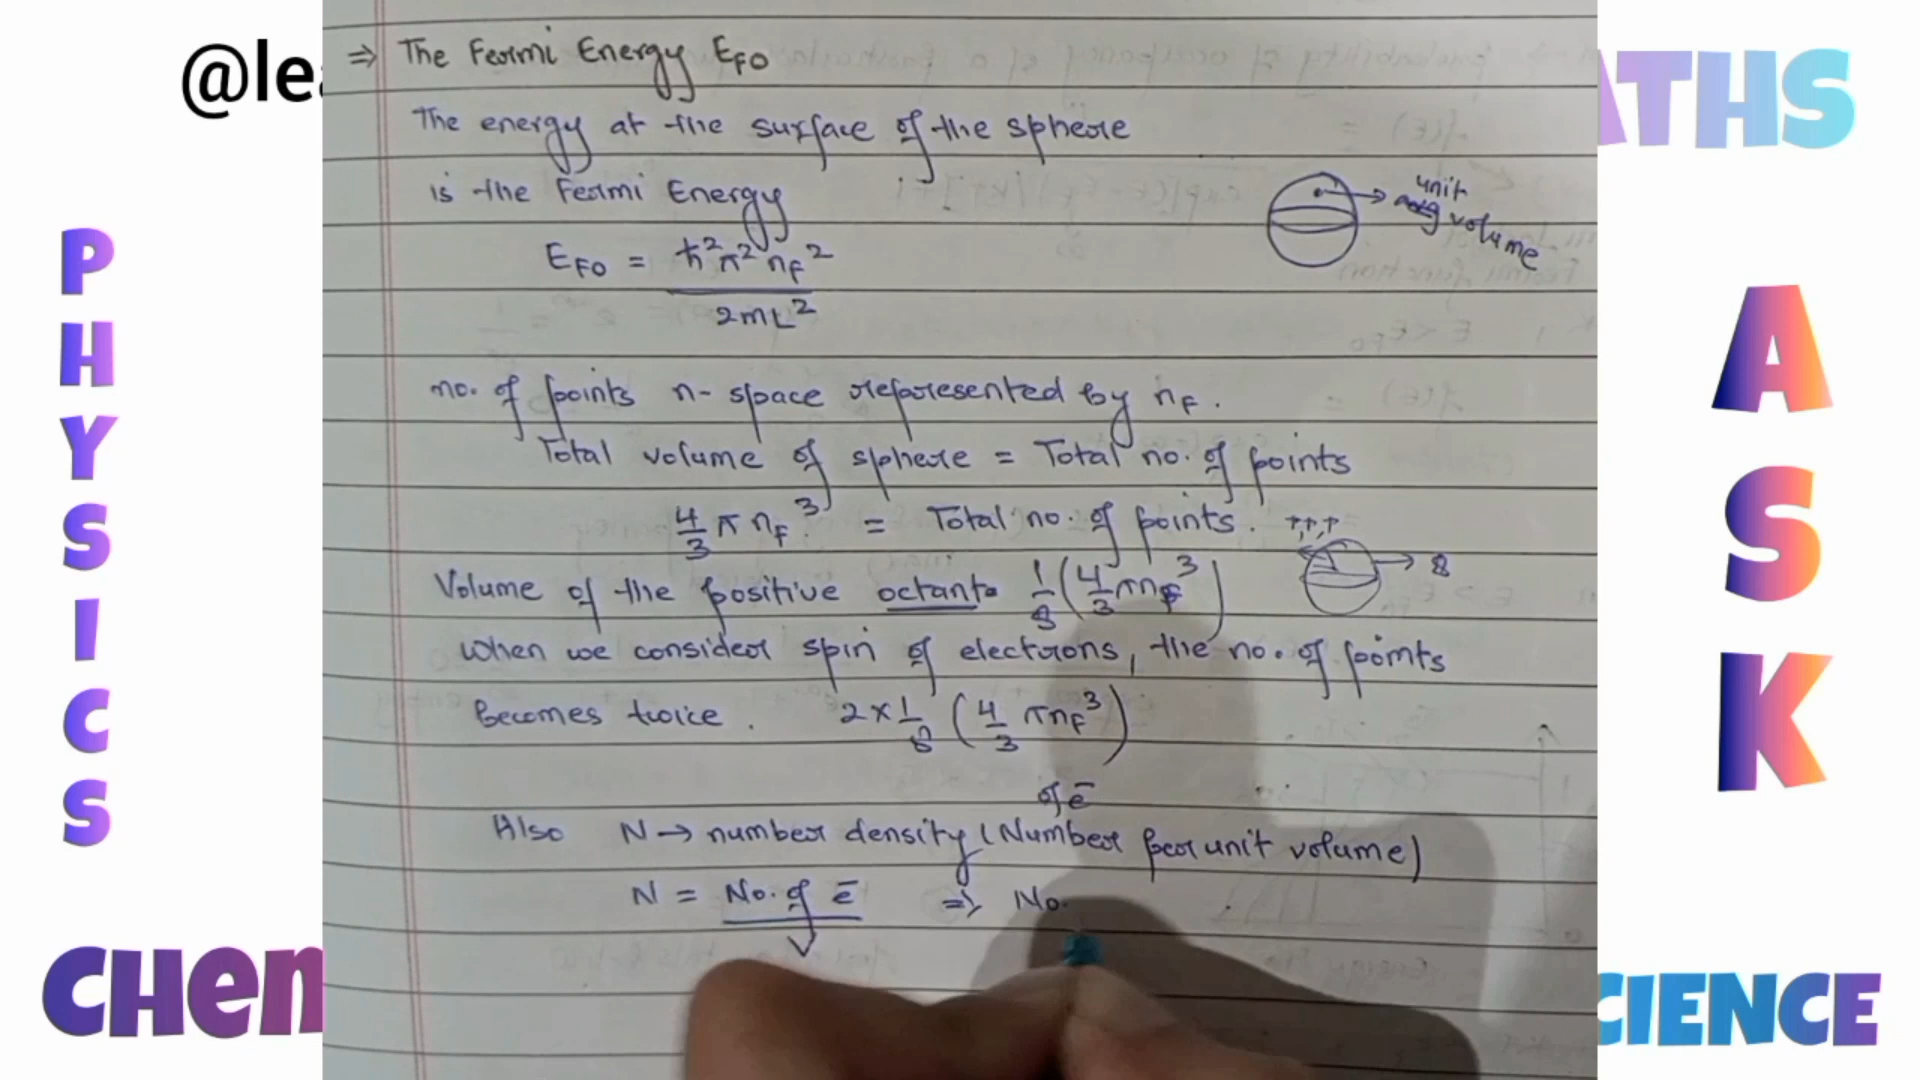 @lea
PHYSICS
Chem
ATHS
ASK
CIENCE
⇒ The Fermi Energy E_F0
The energy at the surface of the sphere
is the Fermi Energy
E_F0 = ħ²π²n_F² / 2mL²
unit
volume
no. of points n-space represented by n_F.
Total volume of sphere = Total no. of points
4/3 π n_F³ = Total no. of points.
+,+,+
→ 8
Volume of the positive octant 1/8 (4/3 πn_F³)
When we consider spin of electrons, the no. of points
Becomes twice. 2×1/8 (4/3 πn_F³)
of e⁻
Also N → number density (Number per unit volume)
N = No. of e⁻ / V ⇒ No.